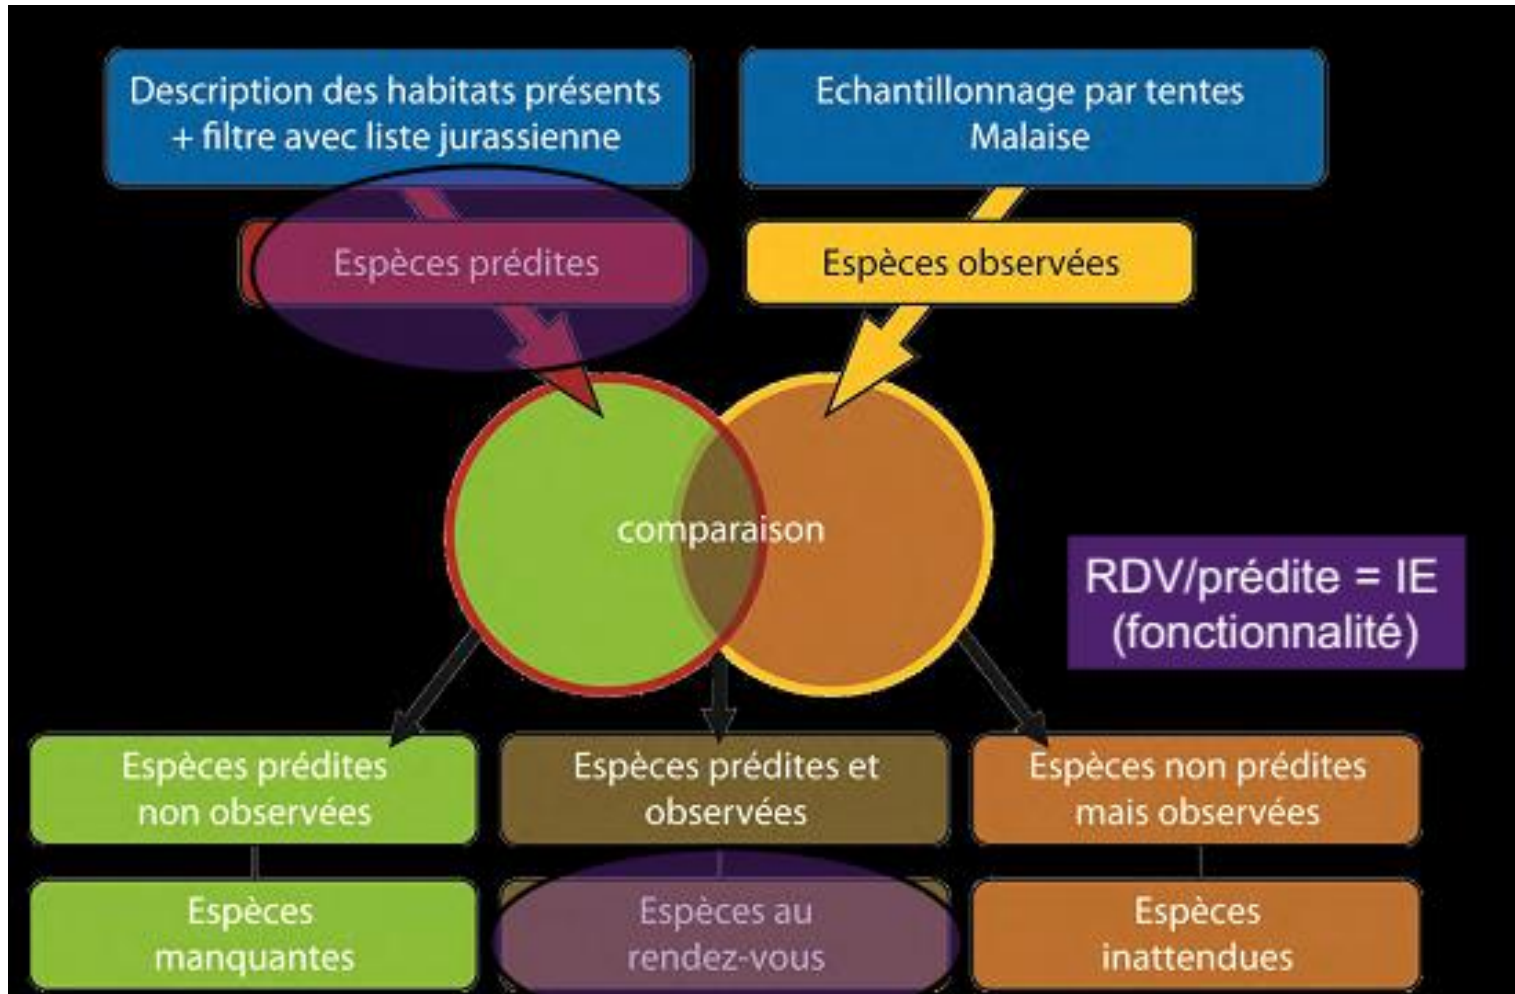 Description des habitats présents
+ filtre avec liste jurassienne
Echantillonnage par tentes
Malaise
Espèces prédites
Espèces observées
comparaison
RDV/prédite = IE
(fonctionnalité)
Espèces prédites
non observées
Espèces prédites et
observées
Espèces non prédites
mais observées
Espèces
manquantes
Espèces au
rendez-vous
Espèces
inattendues